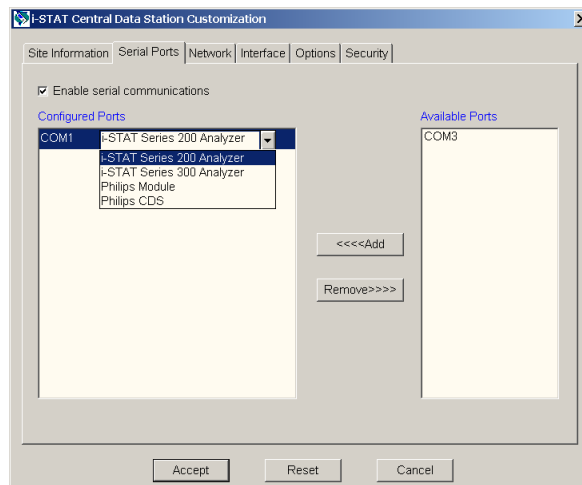 i-STAT Central Data Station Customization
Site Information Serial Ports Network Interface Options Security
Enable serial communications
Configured Ports Available Ports
COM1 i-STAT Series 200 Analyzer COM3
i-STAT Series 200 Analyzer
i-STAT Series 300 Analyzer
Philips Module
Philips CDS
<<<<Add
Remove>>>>
Accept Reset Cancel